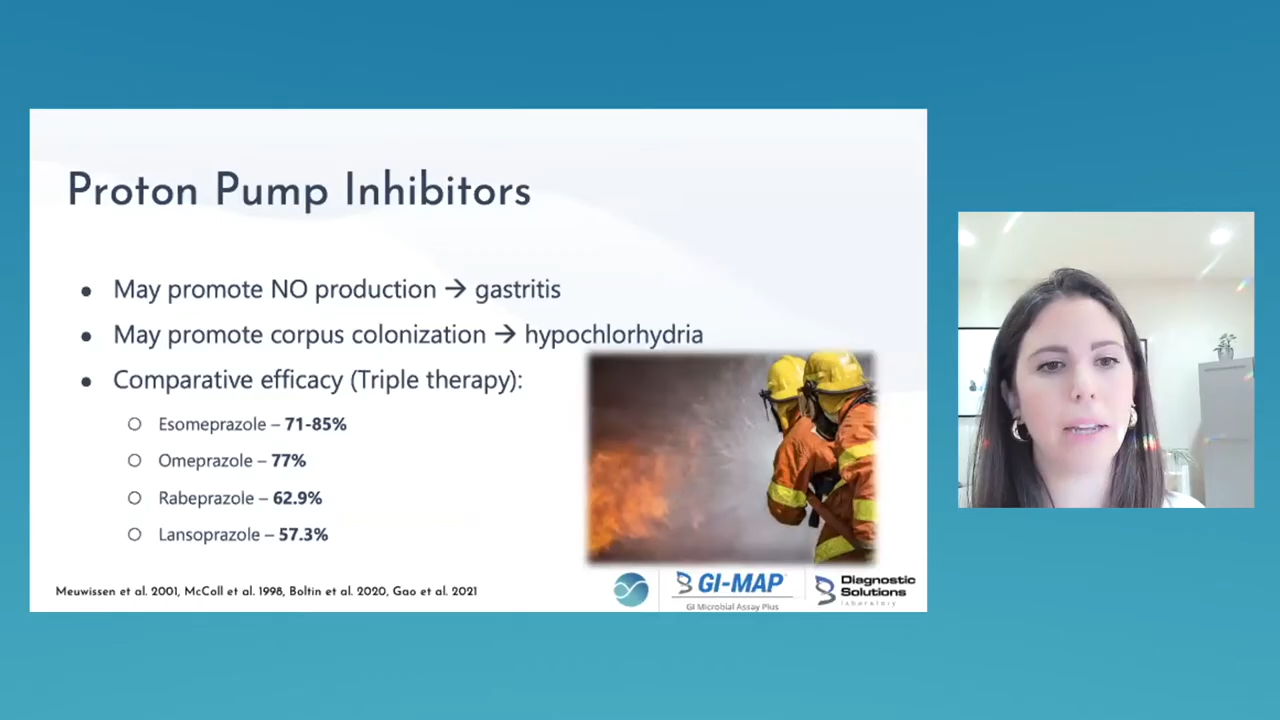 Proton Pump Inhibitors
● May promote NO production → gastritis
● May promote corpus colonization → hypochlorhydria
● Comparative efficacy (Triple therapy):
○ Esomeprazole – 71-85%
○ Omeprazole – 77%
○ Rabeprazole – 62.9%
○ Lansoprazole – 57.3%
Meuwissen et al. 2001, McColl et al. 1998, Boltin et al. 2020, Gao et al. 2021
GI-MAP
GI Microbial Assay Plus
Diagnostic
Solutions
laboratory